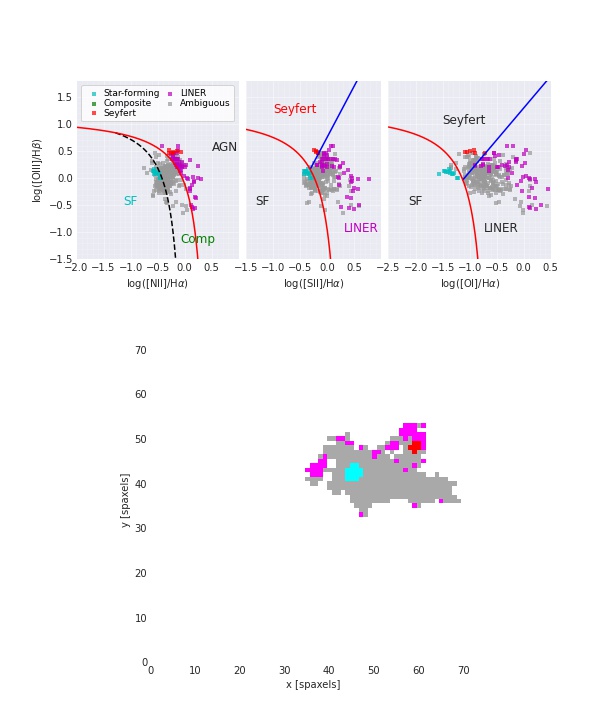 Star-forming LINER
Composite Ambiguous
Seyfert
AGN
SF
Comp
Seyfert
SF
LINER
Seyfert
SF
LINER
1.5
1.0
0.5
0.0
−0.5
−1.0
−1.5
log([OIII]/Hβ)
−2.0 −1.5 −1.0 −0.5 0.0 0.5
−1.0 −0.5 0.0 0.5
−2.5 −2.0 −1.5 −1.0 −0.5 0.0 0.5
log([NII]/Hα)
log([SII]/Hα)
log([OI]/Hα)
70
60
50
40
30
20
10
0
y [spaxels]
0 10 20 30 40 50 60 70
x [spaxels]